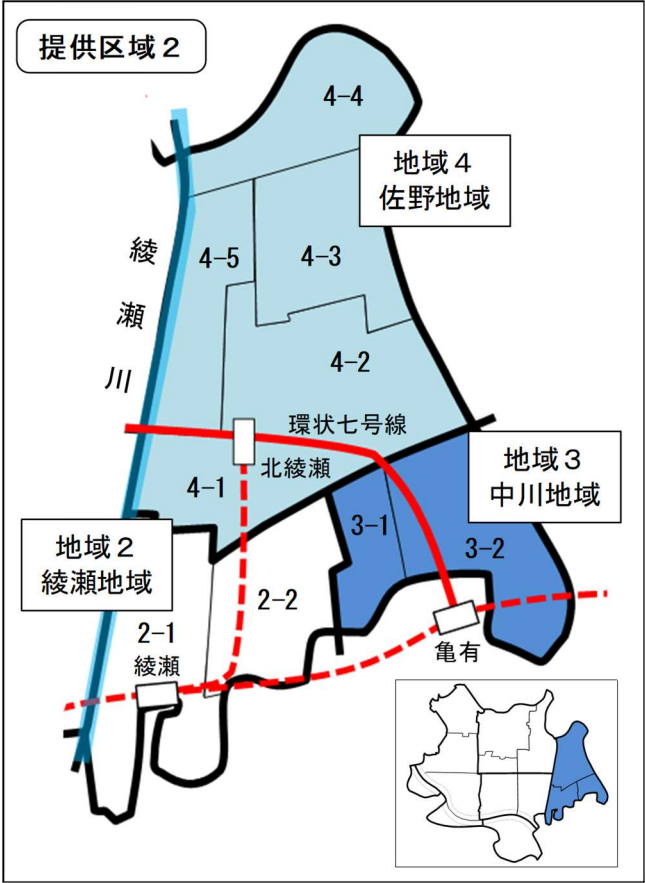 提供区域2
4-4
地域4
佐野地域
綾瀬川
4-5
4-3
4-2
環状七号線
北綾瀬
4-1
地域3
中川地域
3-1
3-2
地域2
綾瀬地域
2-2
2-1
綾瀬
亀有